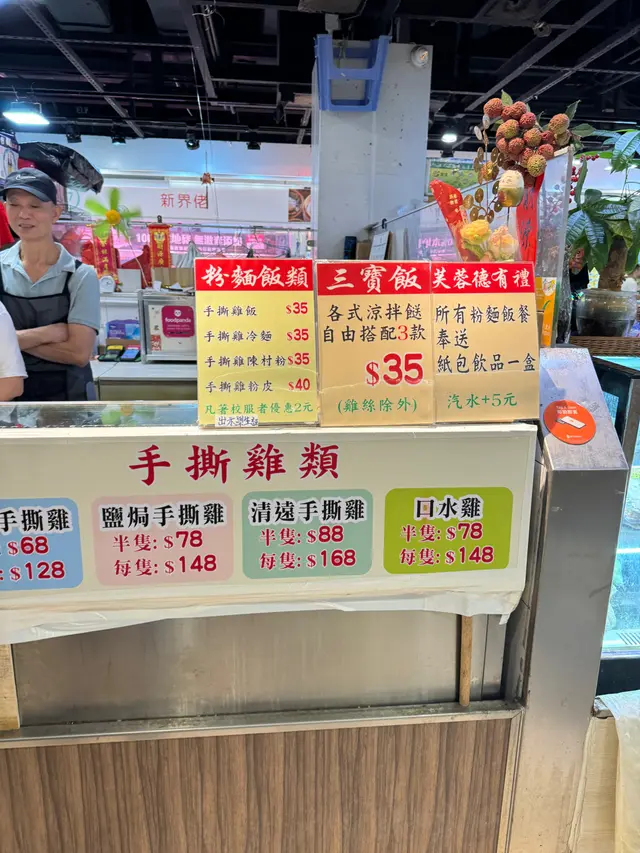 新界佬
foodpanda
粉麵飯類
手撕雞飯 $35
手撕雞冷麵 $35
手撕雞陳村粉 $35
手撕雞粉皮 $40
凡著校服者優惠2元
三寶飯
各式涼拌餸
自由搭配3款
$35
(雞絲除外)
芙蓉德有禮
所有粉麵飯餐
奉送
紙包飲品一盒
汽水+5元
手撕雞類
手撕雞
$68
: $128
鹽焗手撕雞
半隻: $78
每隻: $148
清遠手撕雞
半隻: $88
每隻: $168
口水雞
半隻: $78
每隻: $148